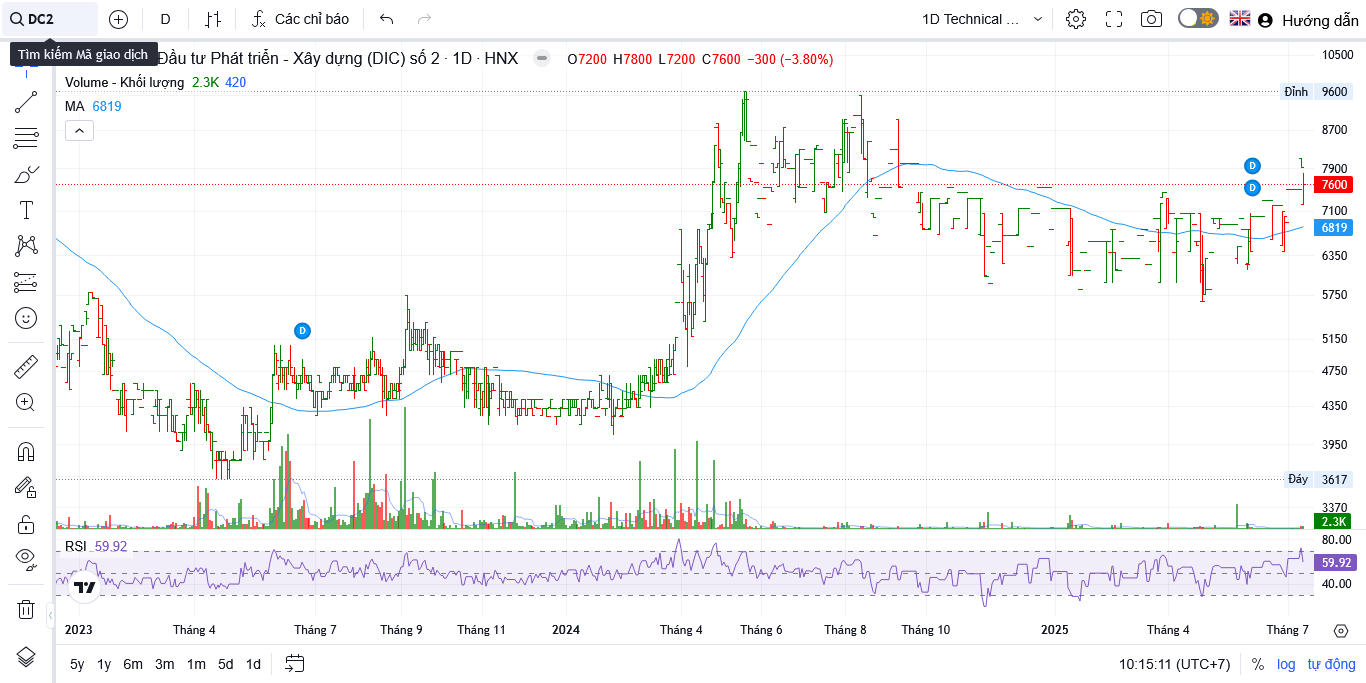 DC2
D
Các chỉ báo
1D Technical ...
Hướng dẫn
Tìm kiếm Mã giao dịch
Đầu tư Phát triển - Xây dựng (DIC) số 2 · 1D · HNX
O7200 H7800 L7200 C7600 −300 (−3.80%)
Volume - Khối lượng 2.3K 420
MA 6819
10500
Đỉnh 9600
8700
7900
7600
7100
6819
6350
5750
5150
4750
4350
3950
Đáy 3617
3370
2.3K
D
D
D
RSI 59.92
80.00
59.92
40.00
2023 Tháng 4 Tháng 7 Tháng 9 Tháng 11 2024 Tháng 4 Tháng 6 Tháng 8 Tháng 10 2025 Tháng 4 Tháng 7
5y 1y 6m 3m 1m 5d 1d
10:15:11 (UTC+7) % log tự động